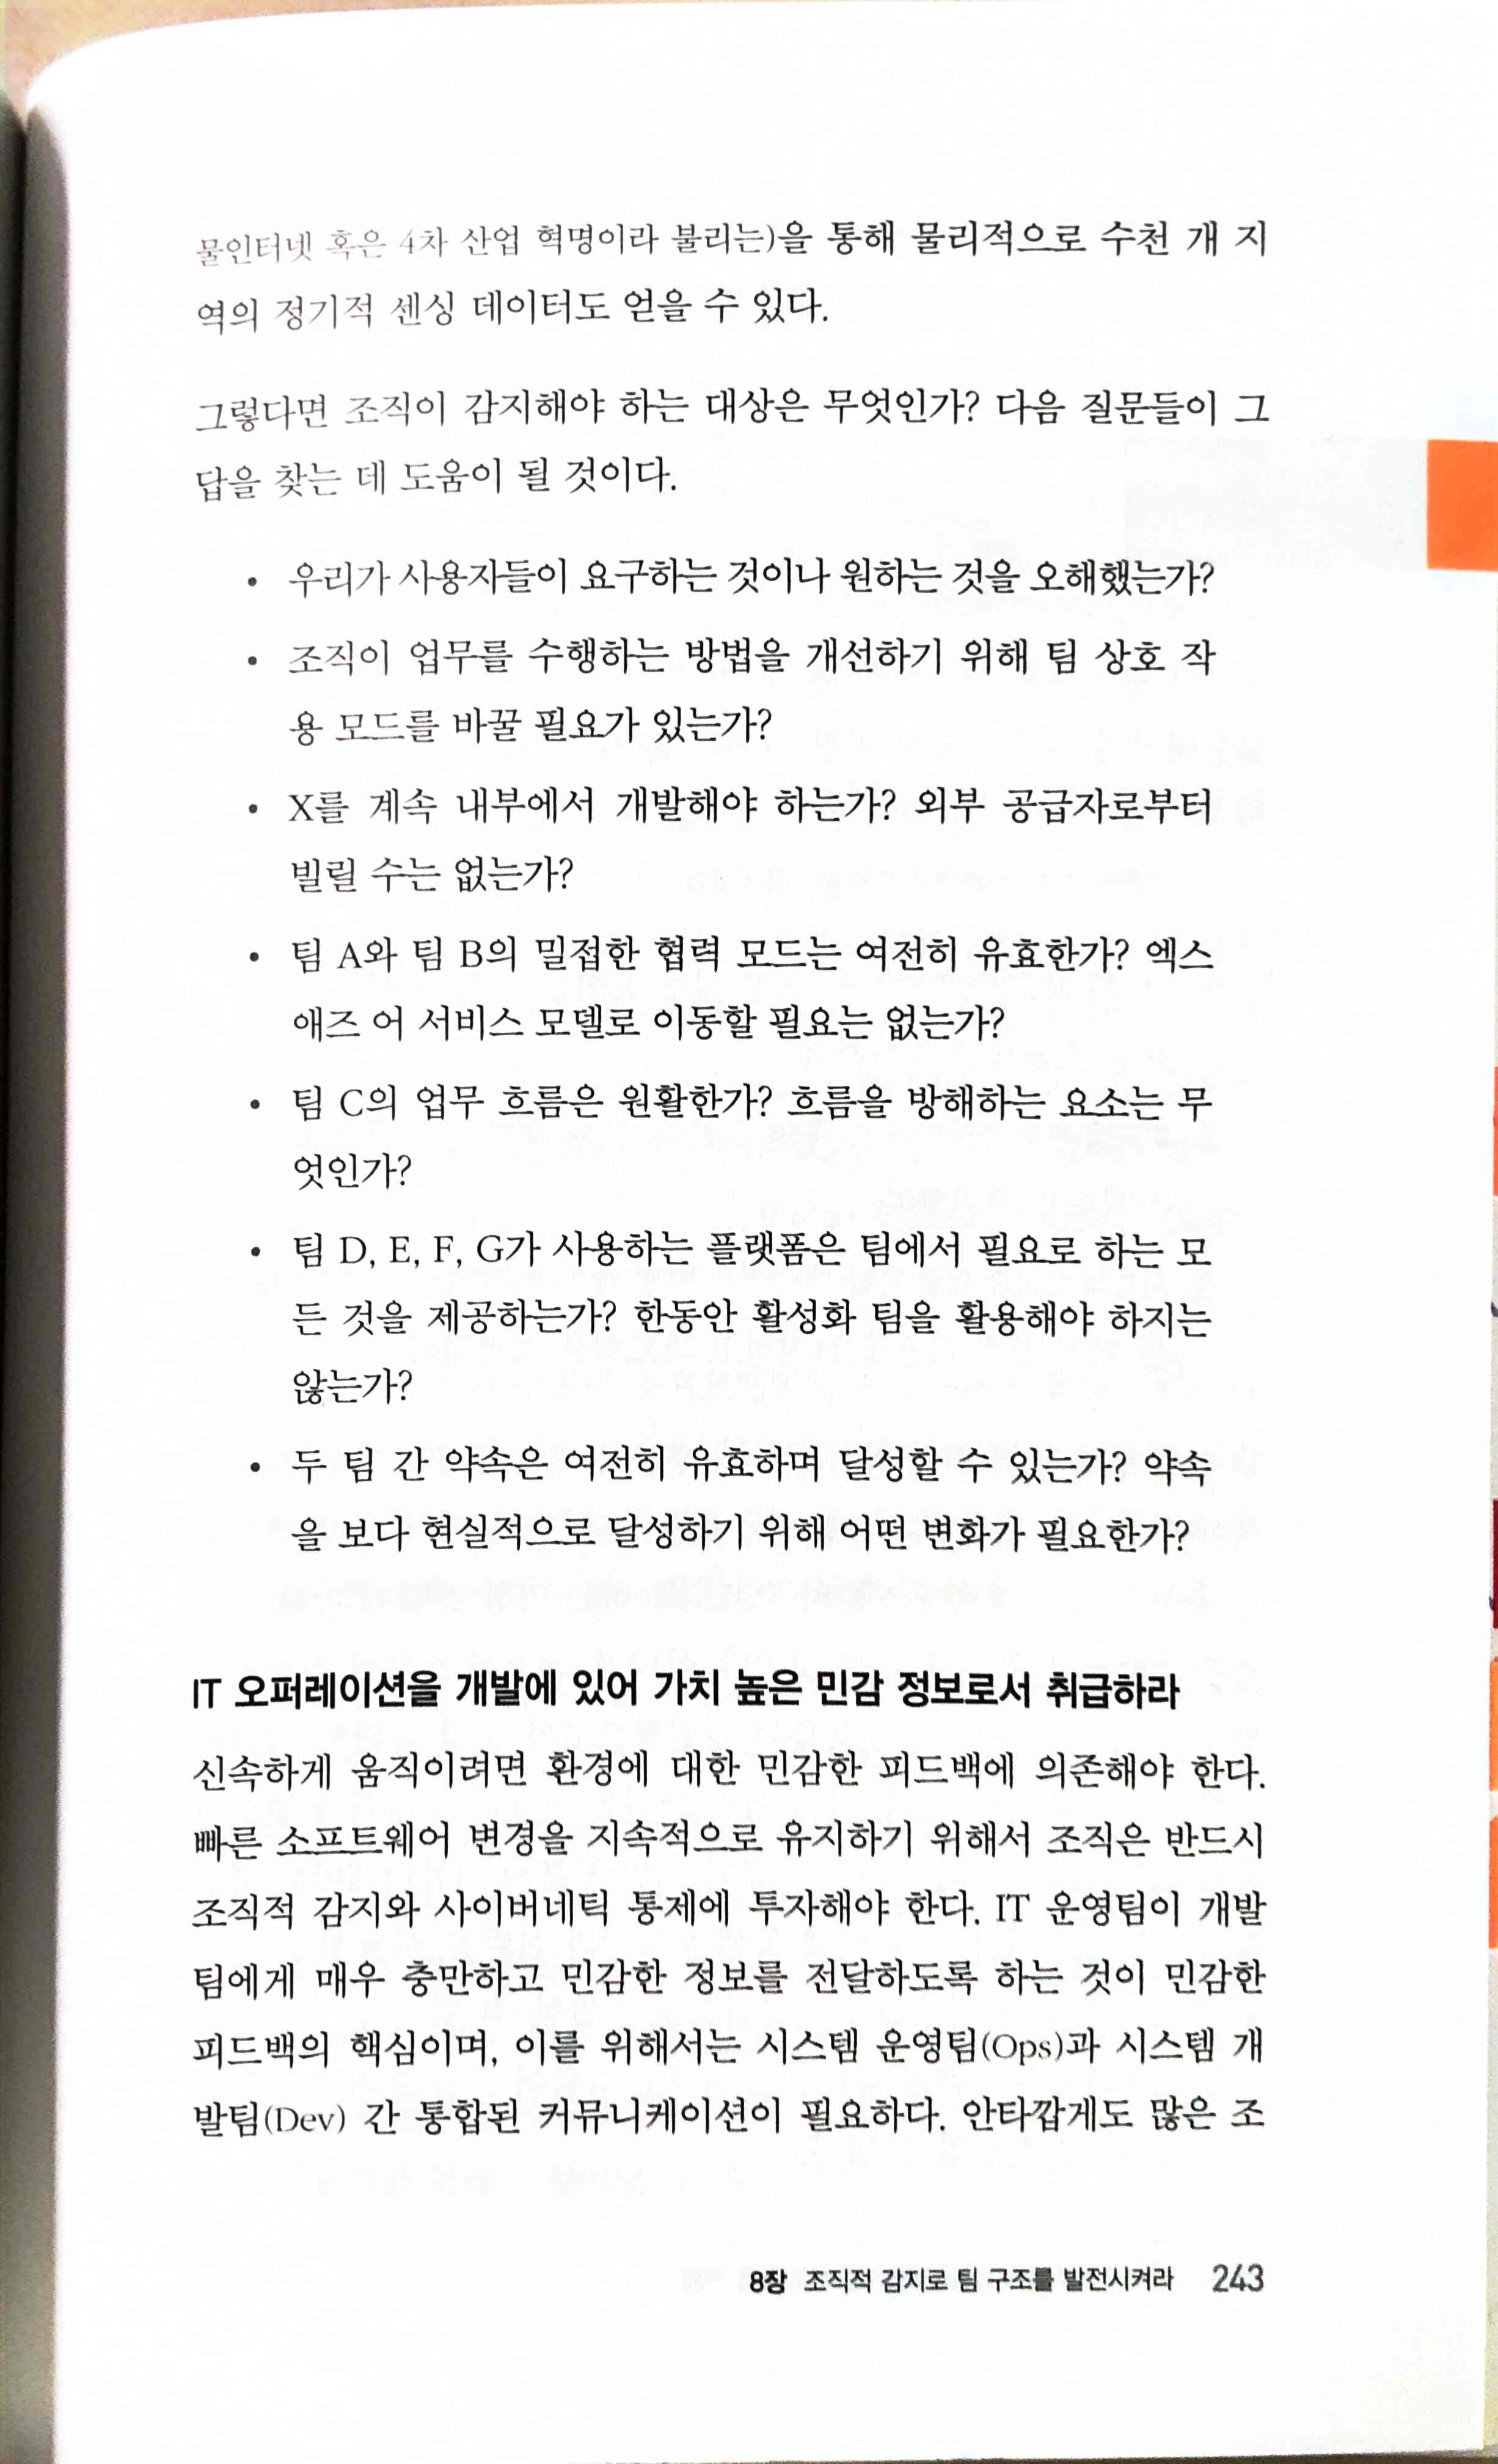 물인터넷 혹은 4차 산업 혁명이라 불리는)을 통해 물리적으로 수천 개 지
역의 정기적 센싱 데이터도 얻을 수 있다.
그렇다면 조직이 감지해야 하는 대상은 무엇인가? 다음 질문들이 그
답을 찾는 데 도움이 될 것이다.
• 우리가 사용자들이 요구하는 것이나 원하는 것을 오해했는가?
• 조직이 업무를 수행하는 방법을 개선하기 위해 팀 상호 작
용 모드를 바꿀 필요가 있는가?
• X를 계속 내부에서 개발해야 하는가? 외부 공급자로부터
빌릴 수는 없는가?
• 팀 A와 팀 B의 밀접한 협력 모드는 여전히 유효한가? 엑스
애즈 어 서비스 모델로 이동할 필요는 없는가?
• 팀 C의 업무 흐름은 원활한가? 흐름을 방해하는 요소는 무
엇인가?
• 팀 D, E, F, G가 사용하는 플랫폼은 팀에서 필요로 하는 모
든 것을 제공하는가? 한동안 활성화 팀을 활용해야 하지는
않는가?
• 두 팀 간 약속은 여전히 유효하며 달성할 수 있는가? 약속
을 보다 현실적으로 달성하기 위해 어떤 변화가 필요한가?
IT 오퍼레이션을 개발에 있어 가치 높은 민감 정보로서 취급하라
신속하게 움직이려면 환경에 대한 민감한 피드백에 의존해야 한다.
빠른 소프트웨어 변경을 지속적으로 유지하기 위해서 조직은 반드시
조직적 감지와 사이버네틱 통제에 투자해야 한다. IT 운영팀이 개발
팀에게 매우 충만하고 민감한 정보를 전달하도록 하는 것이 민감한
피드백의 핵심이며, 이를 위해서는 시스템 운영팀(Ops)과 시스템 개
발팀(Dev) 간 통합된 커뮤니케이션이 필요하다. 안타깝게도 많은 조
8장 조직적 감지로 팀 구조를 발전시켜라 243